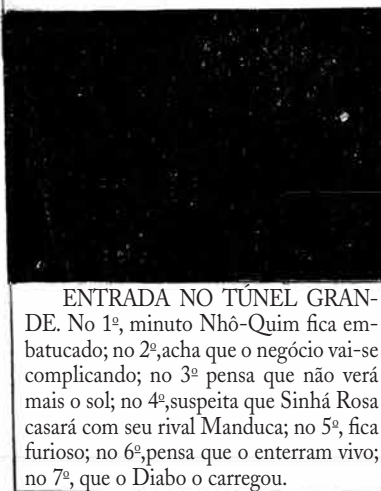 ENTRADA NO TÚNEL GRAN-
DE. No 1º, minuto Nhô-Quim fica em-
batucado; no 2º,acha que o negócio vai-se
complicando; no 3º pensa que não verá
mais o sol; no 4º,suspeita que Sinhá Rosa
casará com seu rival Manduca; no 5º, fica
furioso; no 6º,pensa que o enterram vivo;
no 7º, que o Diabo o carregou.